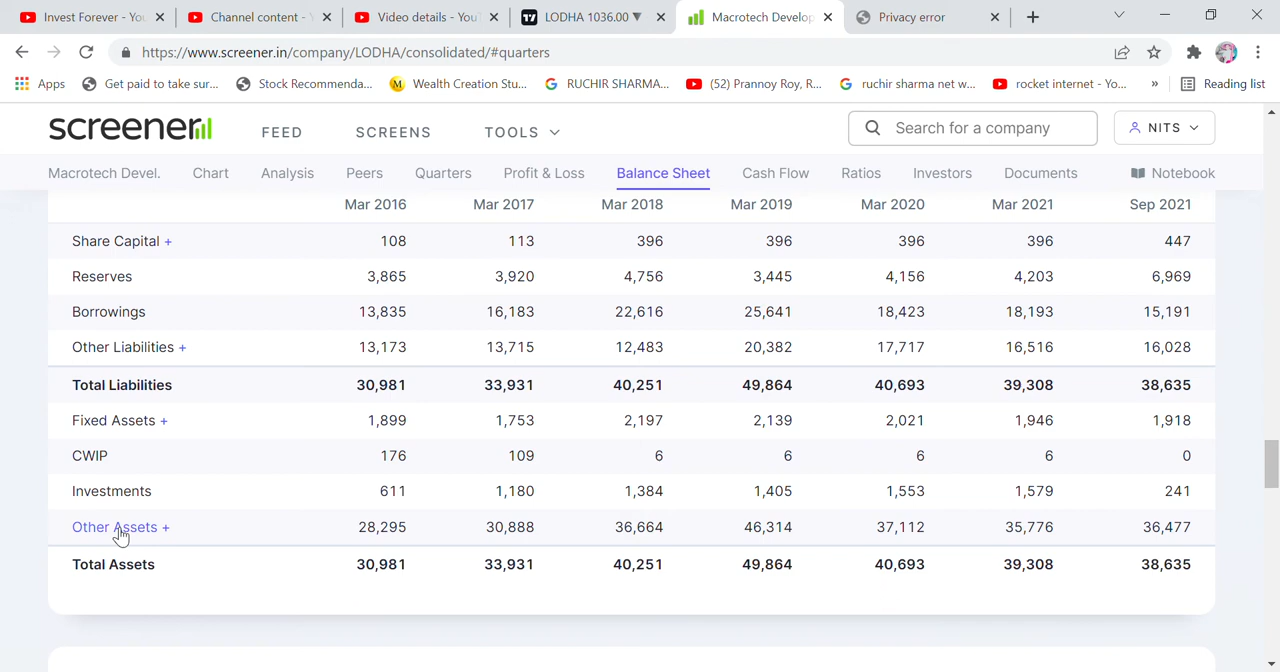 Invest Forever - You
Channel content -
Video details - YouT
LODHA 1036.00 ▼
Macrotech Develop
Privacy error
https://www.screener.in/company/LODHA/consolidated/#quarters
Apps
Get paid to take sur...
Stock Recommenda...
M Wealth Creation Stu...
G RUCHIR SHARMA...
(52) Prannoy Roy, R...
G ruchir sharma net w...
rocket internet - Yo...
»
Reading list
screener
FEED
SCREENS
TOOLS
Search for a company
NITS
Macrotech Devel. Chart Analysis Peers Quarters Profit & Loss Balance Sheet Cash Flow Ratios Investors Documents Notebook
Mar 2016 Mar 2017 Mar 2018 Mar 2019 Mar 2020 Mar 2021 Sep 2021
Share Capital + 108 113 396 396 396 396 447
Reserves 3,865 3,920 4,756 3,445 4,156 4,203 6,969
Borrowings 13,835 16,183 22,616 25,641 18,423 18,193 15,191
Other Liabilities + 13,173 13,715 12,483 20,382 17,717 16,516 16,028
Total Liabilities 30,981 33,931 40,251 49,864 40,693 39,308 38,635
Fixed Assets + 1,899 1,753 2,197 2,139 2,021 1,946 1,918
CWIP 176 109 6 6 6 6 0
Investments 611 1,180 1,384 1,405 1,553 1,579 241
Other Assets + 28,295 30,888 36,664 46,314 37,112 35,776 36,477
Total Assets 30,981 33,931 40,251 49,864 40,693 39,308 38,635